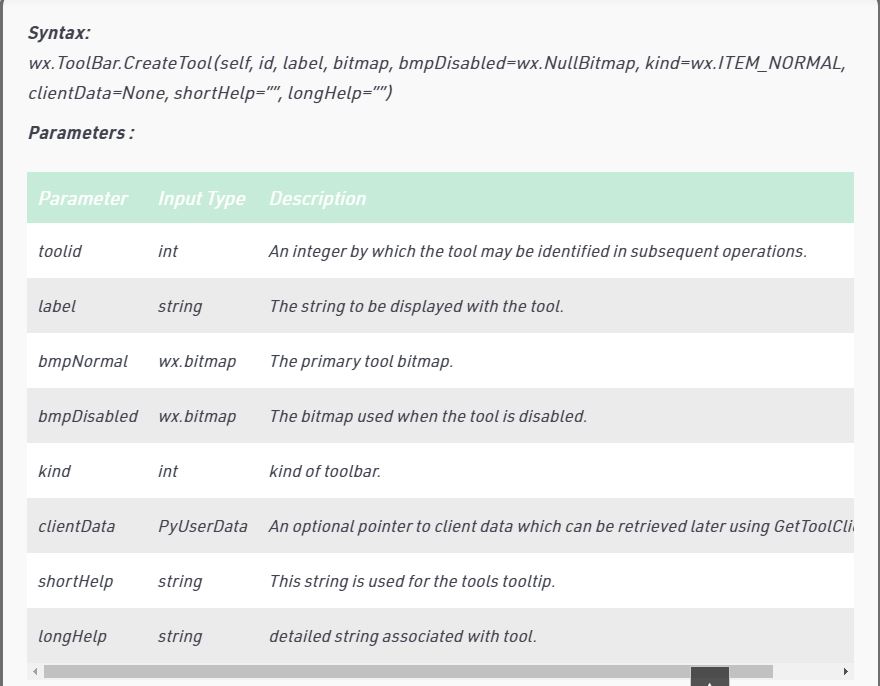 Syntax:
wx.ToolBar.CreateTool(self, id, label, bitmap, bmpDisabled=wx.NullBitmap, kind=wx.ITEM_NORMAL,
clientData=None, shortHelp=””, longHelp=””)
Parameters :
Parameter Input Type Description
toolid int An integer by which the tool may be identified in subsequent operations.
label string The string to be displayed with the tool.
bmpNormal wx.bitmap The primary tool bitmap.
bmpDisabled wx.bitmap The bitmap used when the tool is disabled.
kind int kind of toolbar.
clientData PyUserData An optional pointer to client data which can be retrieved later using
shortHelp string This string is used for the tools tooltip.
longHelp string detailed string associated with tool.